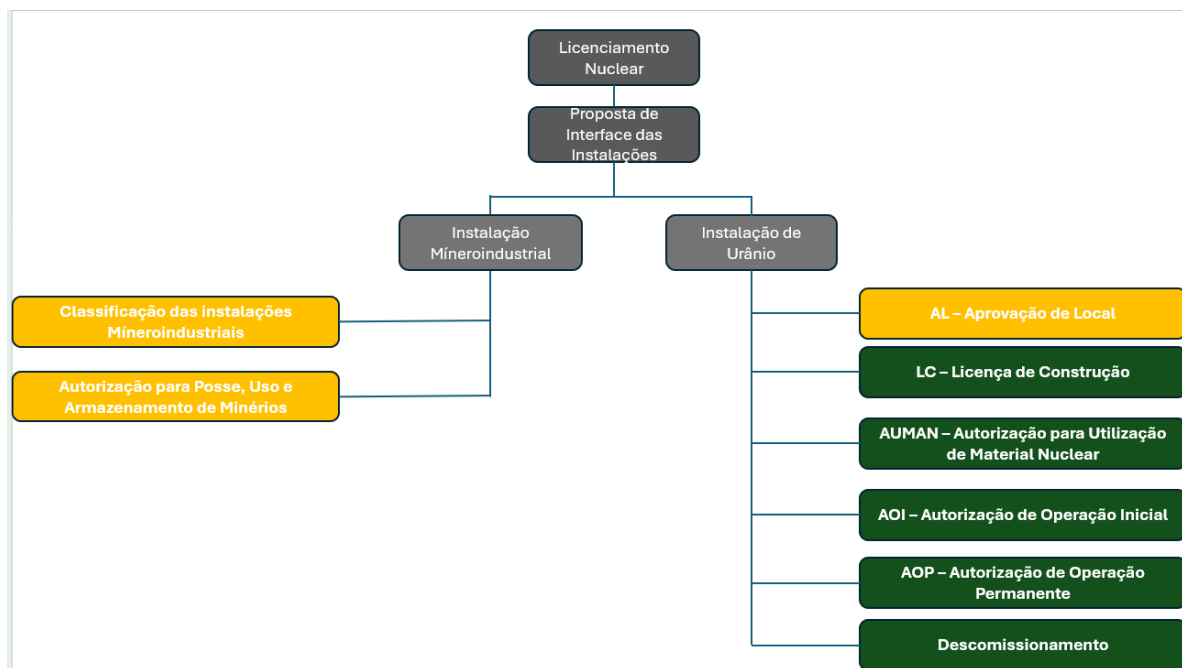 Licenciamento
Nuclear
Proposta de
Interface das
Instalações
Instalação
Míneroindustrial
Instalação de
Urânio
Classificação das instalações
Míneroindustriais
Autorização para Posse, Uso e
Armazenamento de Minérios
AL – Aprovação de Local
LC – Licença de Construção
AUMAN – Autorização para Utilização
de Material Nuclear
AOI – Autorização de Operação Inicial
AOP – Autorização de Operação
Permanente
Descomissionamento